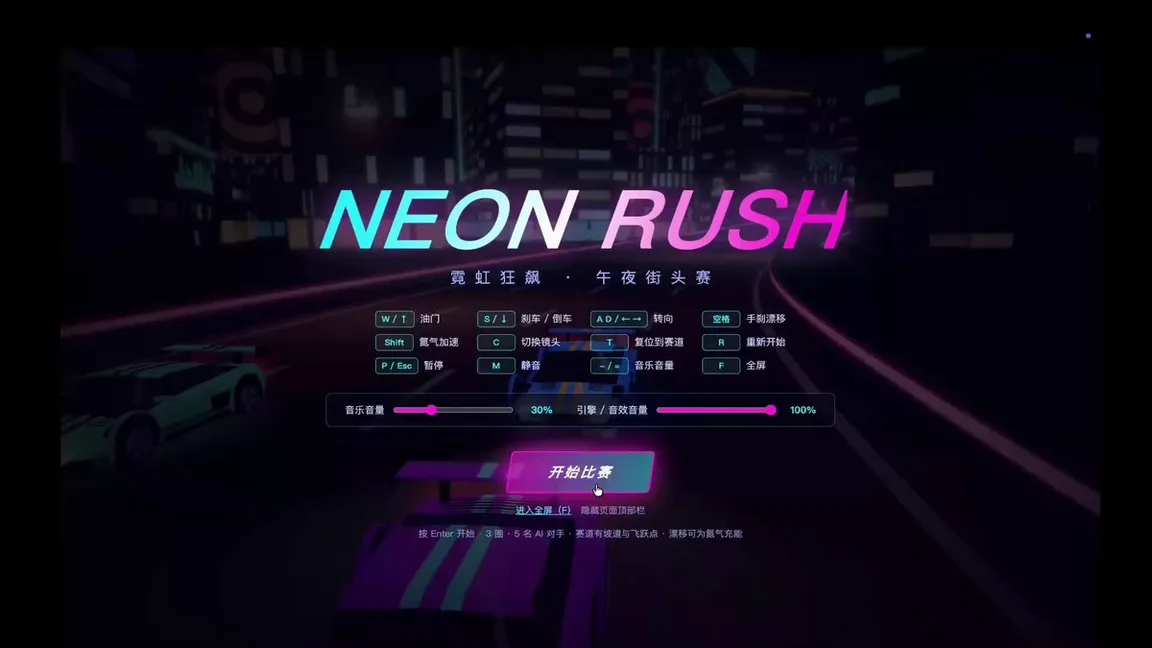 NEON RUSH
霓虹狂飙 · 午夜街头赛
W / ↑ 油门 S / ↓ 刹车 / 倒车 A D / ← → 转向 空格 手刹漂移
Shift 氮气加速 C 切换镜头 T 复位到赛道 R 重新开始
P / Esc 暂停 M 静音 - / = 音乐音量 F 全屏
音乐音量 30% 引擎 / 音效音量 100%
开始比赛
进入全屏（F） 隐藏页面顶部栏
按 Enter 开始 · 3 圈 · 5 名 AI 对手 · 赛道有坡道与飞跃点 · 漂移可为氮气充能